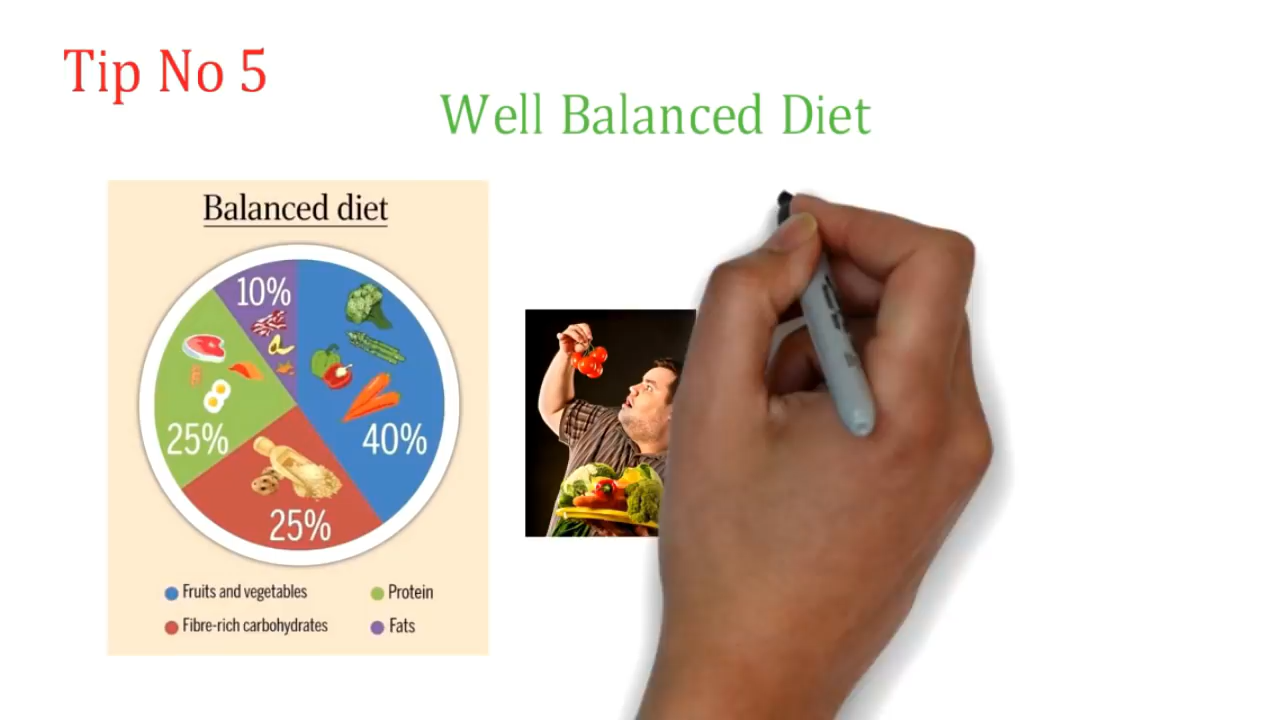 Tip No 5
Well Balanced Diet
Balanced diet
10%
25%
40%
25%
Fruits and vegetables
Protein
Fibre-rich carbohydrates
Fats